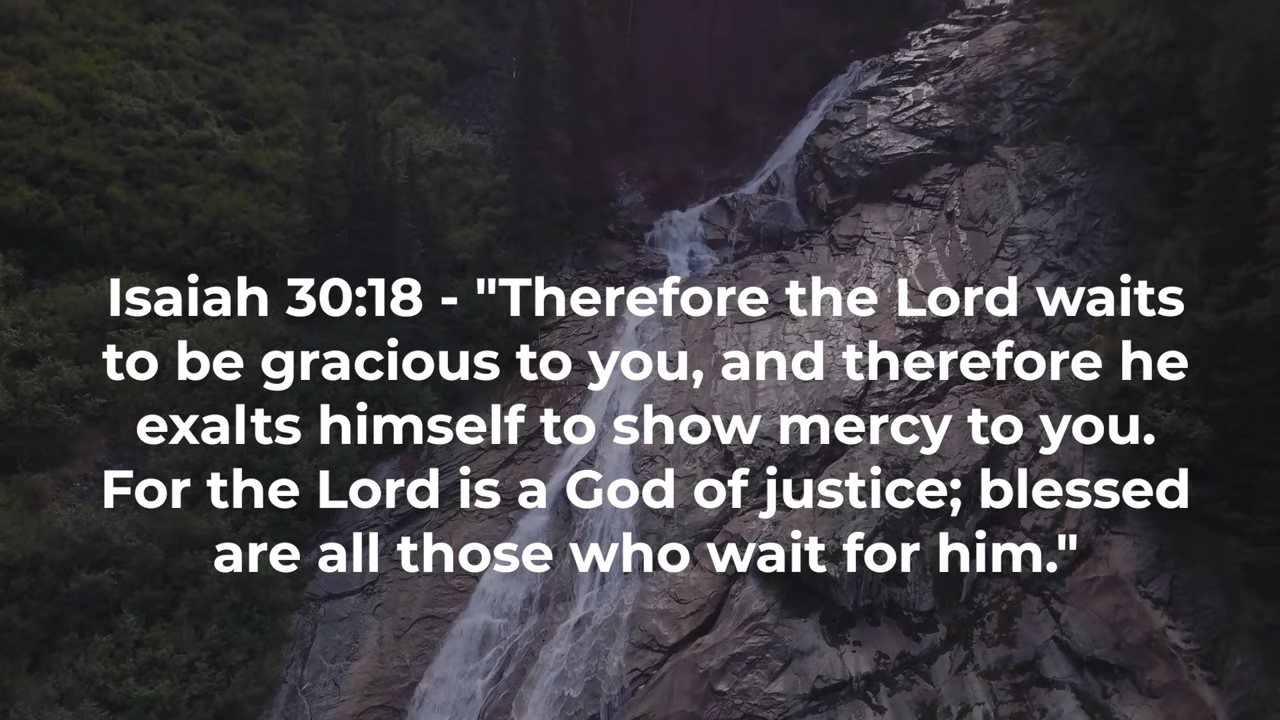 Isaiah 30:18 - "Therefore the Lord waits
to be gracious to you, and therefore he
exalts himself to show mercy to you.
For the Lord is a God of justice; blessed
are all those who wait for him."